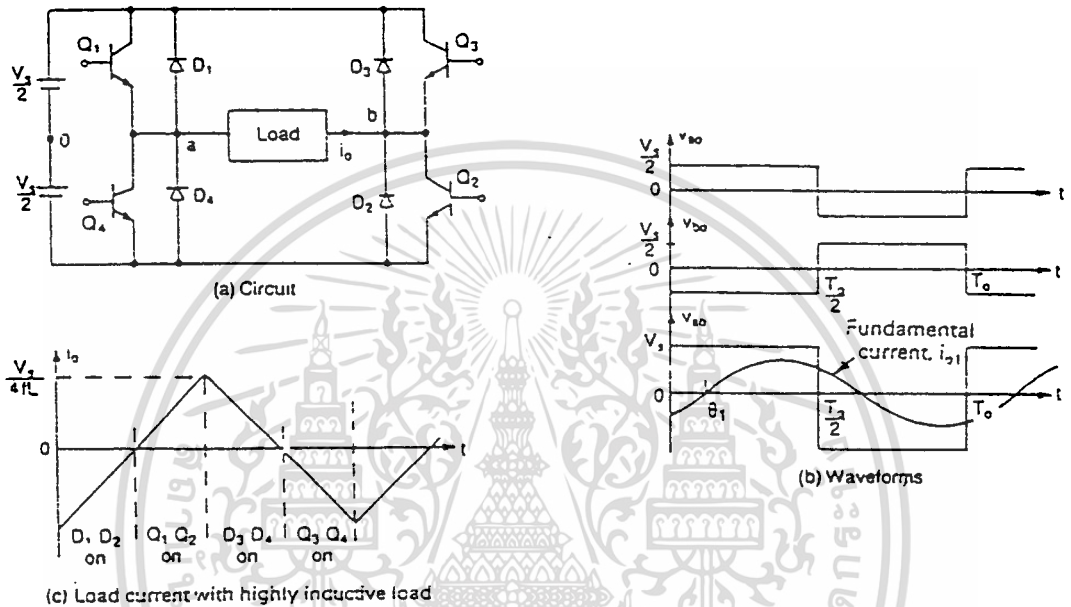 Q₁
D₁
D₃
Q₃
V_s/2
0
a
Load
b
i_o
V_s/2
Q₄
D₄
D₂
Q₂
(a) Circuit
V_s/2
0
t
V_s/2
0
t
T_o/2
T_o
V_s
v_ab
Fundamental
current, i_o1
0
θ₁
T_o/2
T_o
t
(b) Waveforms
i_o
V_s/4fL
0
t
D₁ D₂ Q₁ Q₂ D₃ D₄ Q₃ Q₄
on on on on
(c) Load current with highly inductive load